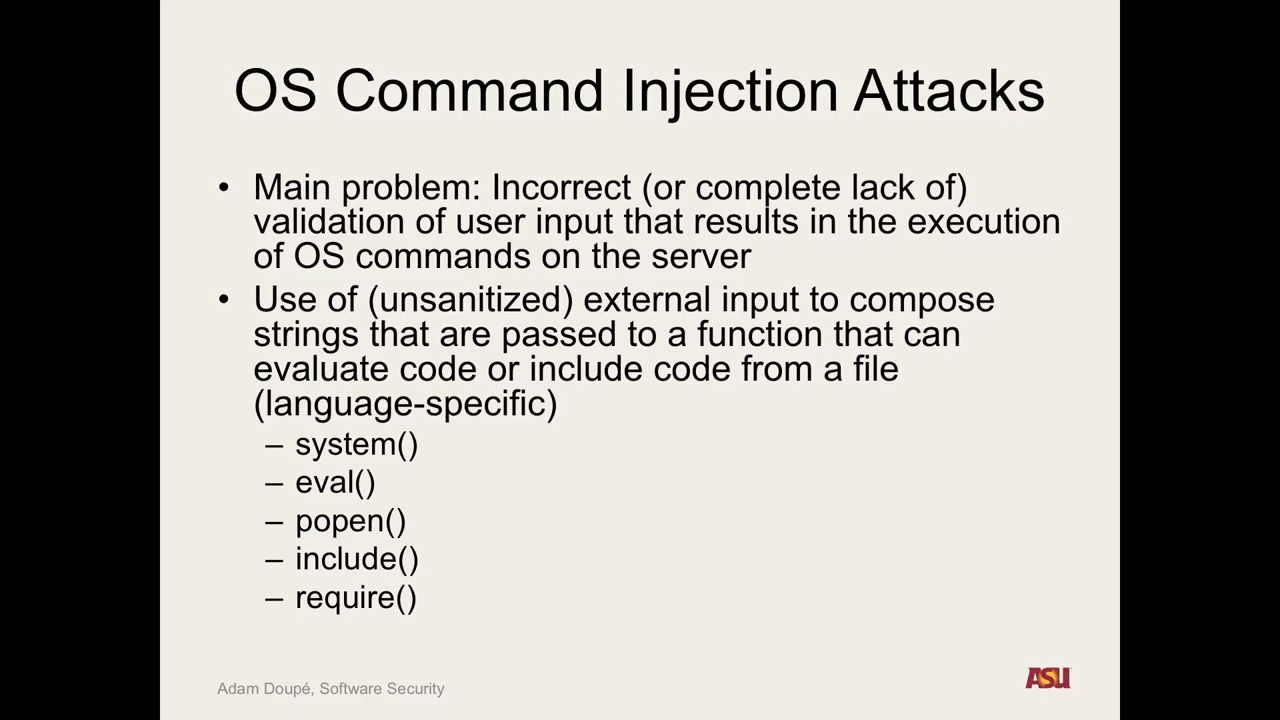 OS Command Injection Attacks
• Main problem: Incorrect (or complete lack of)
validation of user input that results in the execution
of OS commands on the server
• Use of (unsanitized) external input to compose
strings that are passed to a function that can
evaluate code or include code from a file
(language-specific)
– system()
– eval()
– popen()
– include()
– require()
Adam Doupé, Software Security
ASU